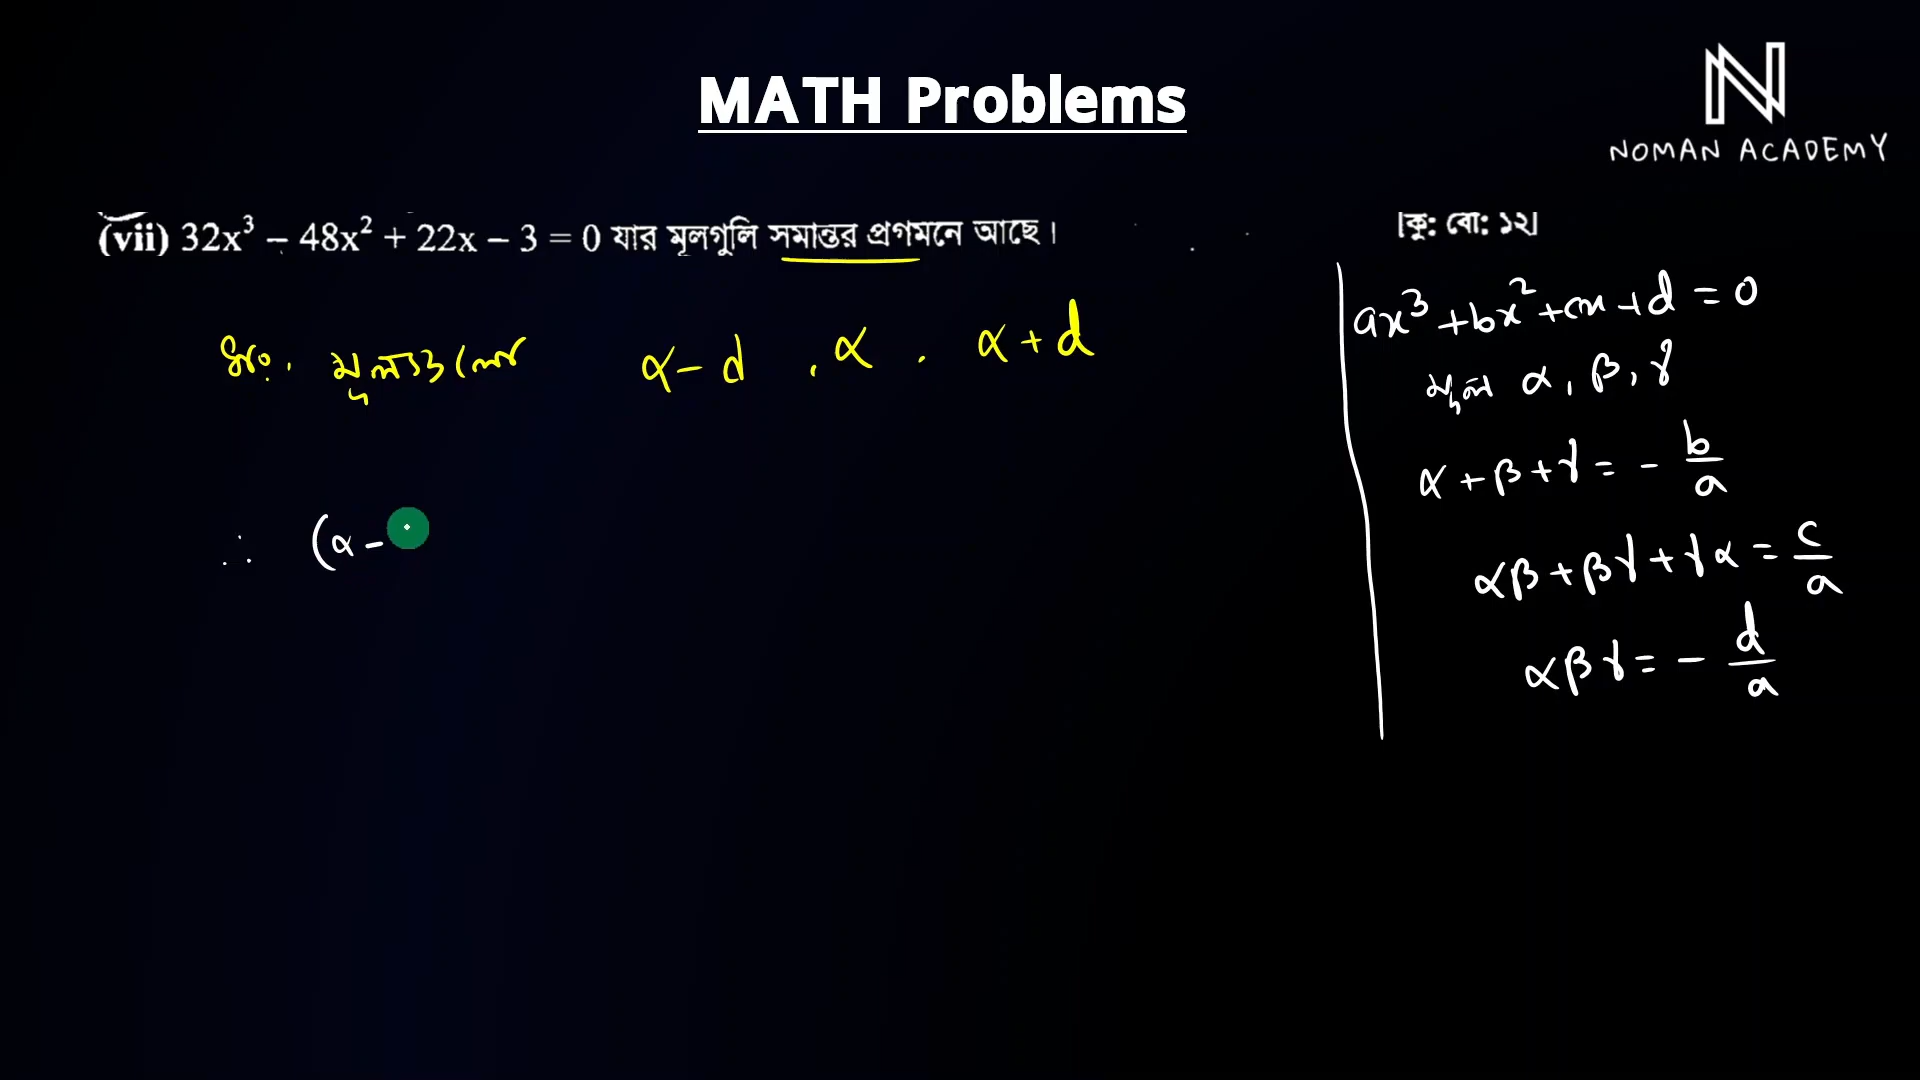 MATH Problems
NOMAN ACADEMY
(vii) 32x³ – 48x² + 22x – 3 = 0 যার মূলগুলি সমান্তর প্রগমনে আছে। [কু: বো: ১২]
α – d , α , α + d
∴ (α –
ax³ + bx² + cx + d = 0
মূল α, β, γ
α + β + γ = - b/a
αβ + βγ + γα = c/a
αβγ = - d/a